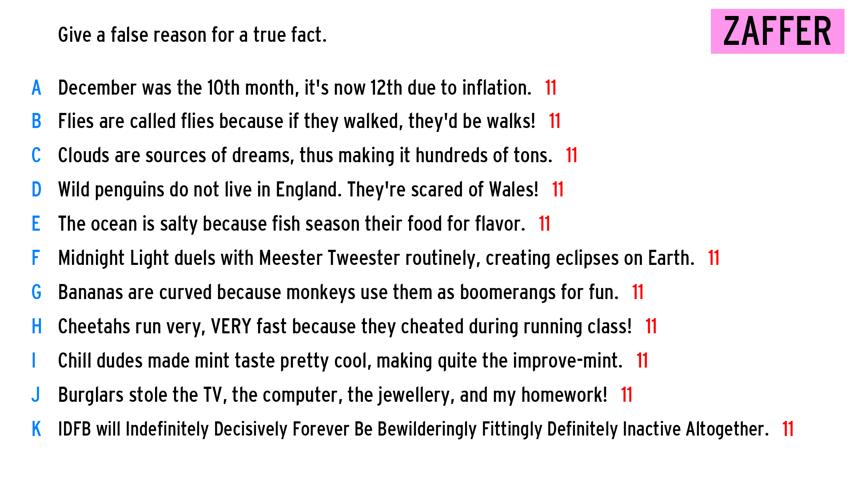 Give a false reason for a true fact.
ZAFFER
A December was the 10th month, it's now 12th due to inflation. 11
B Flies are called flies because if they walked, they'd be walks! 11
C Clouds are sources of dreams, thus making it hundreds of tons. 11
D Wild penguins do not live in England. They're scared of Wales! 11
E The ocean is salty because fish season their food for flavor. 11
F Midnight Light duels with Meester Tweester routinely, creating eclipses on Earth. 11
G Bananas are curved because monkeys use them as boomerangs for fun. 11
H Cheetahs run very, VERY fast because they cheated during running class! 11
I Chill dudes made mint taste pretty cool, making quite the improve-mint. 11
J Burglars stole the TV, the computer, the jewellery, and my homework! 11
K IDFB will Indefinitely Decisively Forever Be Bewilderingly Fittingly Definitely Inactive Altogether. 11